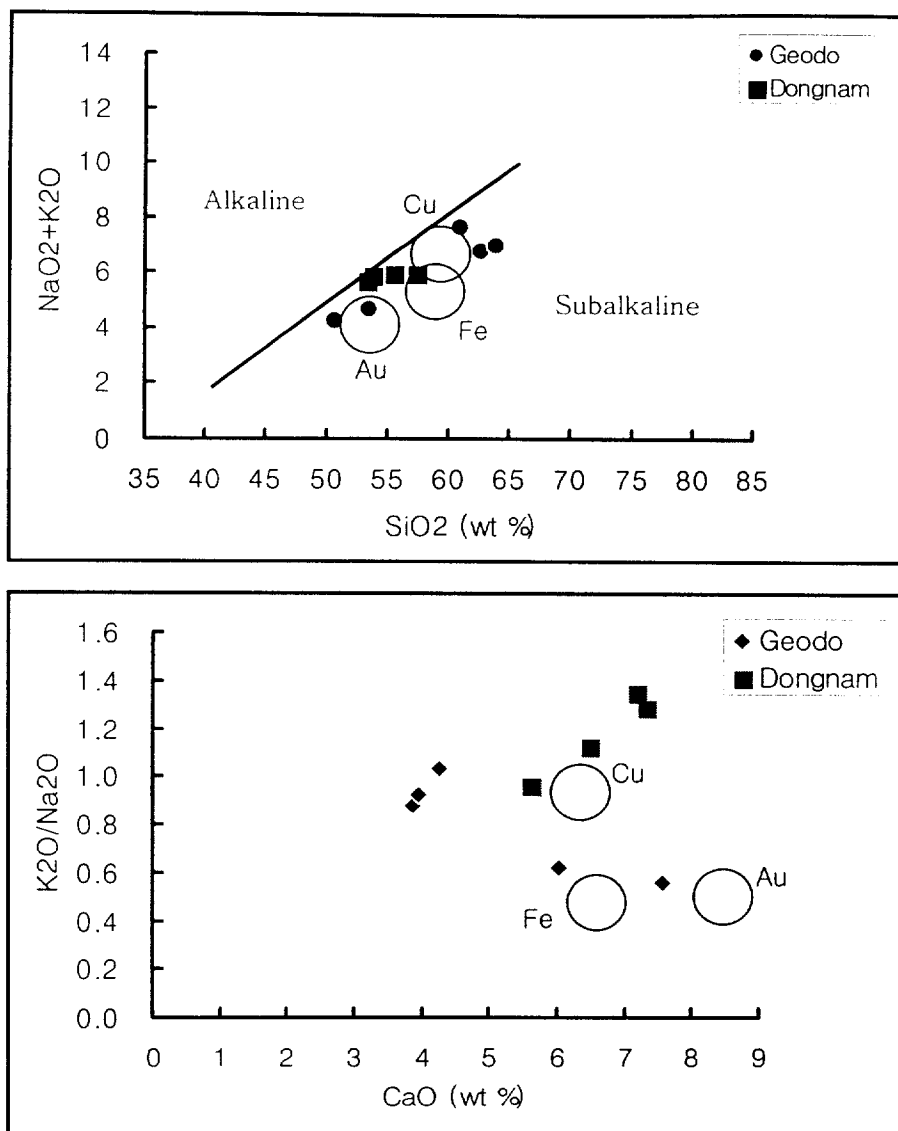 14
12
10
8
6
4
2
0
NaO2+K2O
Geodo
Dongnam
Alkaline
Cu
Subalkaline
Fe
Au
35 40 45 50 55 60 65 70 75 80 85
SiO2 (wt %)
1.6
1.4
1.2
1.0
0.8
0.6
0.4
0.2
0.0
K2O/Na2O
Geodo
Dongnam
Cu
Au
Fe
0 1 2 3 4 5 6 7 8 9
CaO (wt %)